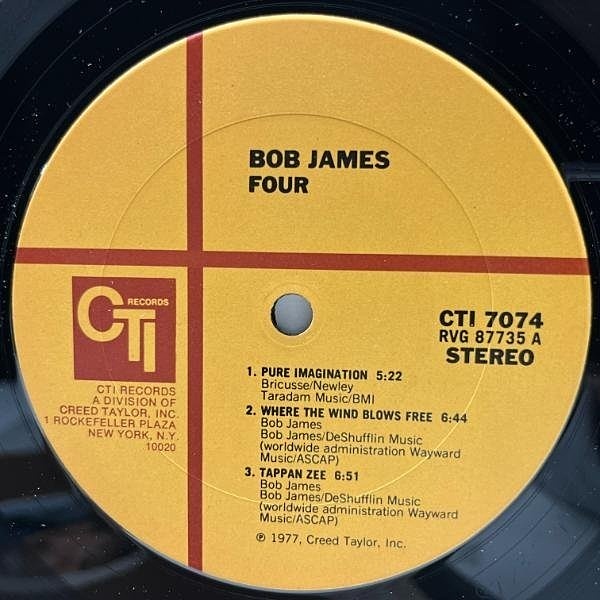 BOB JAMES
FOUR
CTI RECORDS
CTI RECORDS
A DIVISION OF
CREED TAYLOR, INC.
1 ROCKEFELLER PLAZA
NEW YORK, N.Y.
10020
CTI 7074
RVG 87735 A
STEREO
1. PURE IMAGINATION 5:22
Bricusse/Newley
Taradam Music/BMI
2. WHERE THE WIND BLOWS FREE 6:44
Bob James
Bob James/DeShufflin Music
(worldwide administration Wayward
Music/ASCAP)
3. TAPPAN ZEE 6:51
Bob James
Bob James/DeShufflin Music
(worldwide administration Wayward
Music/ASCAP)
℗ 1977, Creed Taylor, Inc.